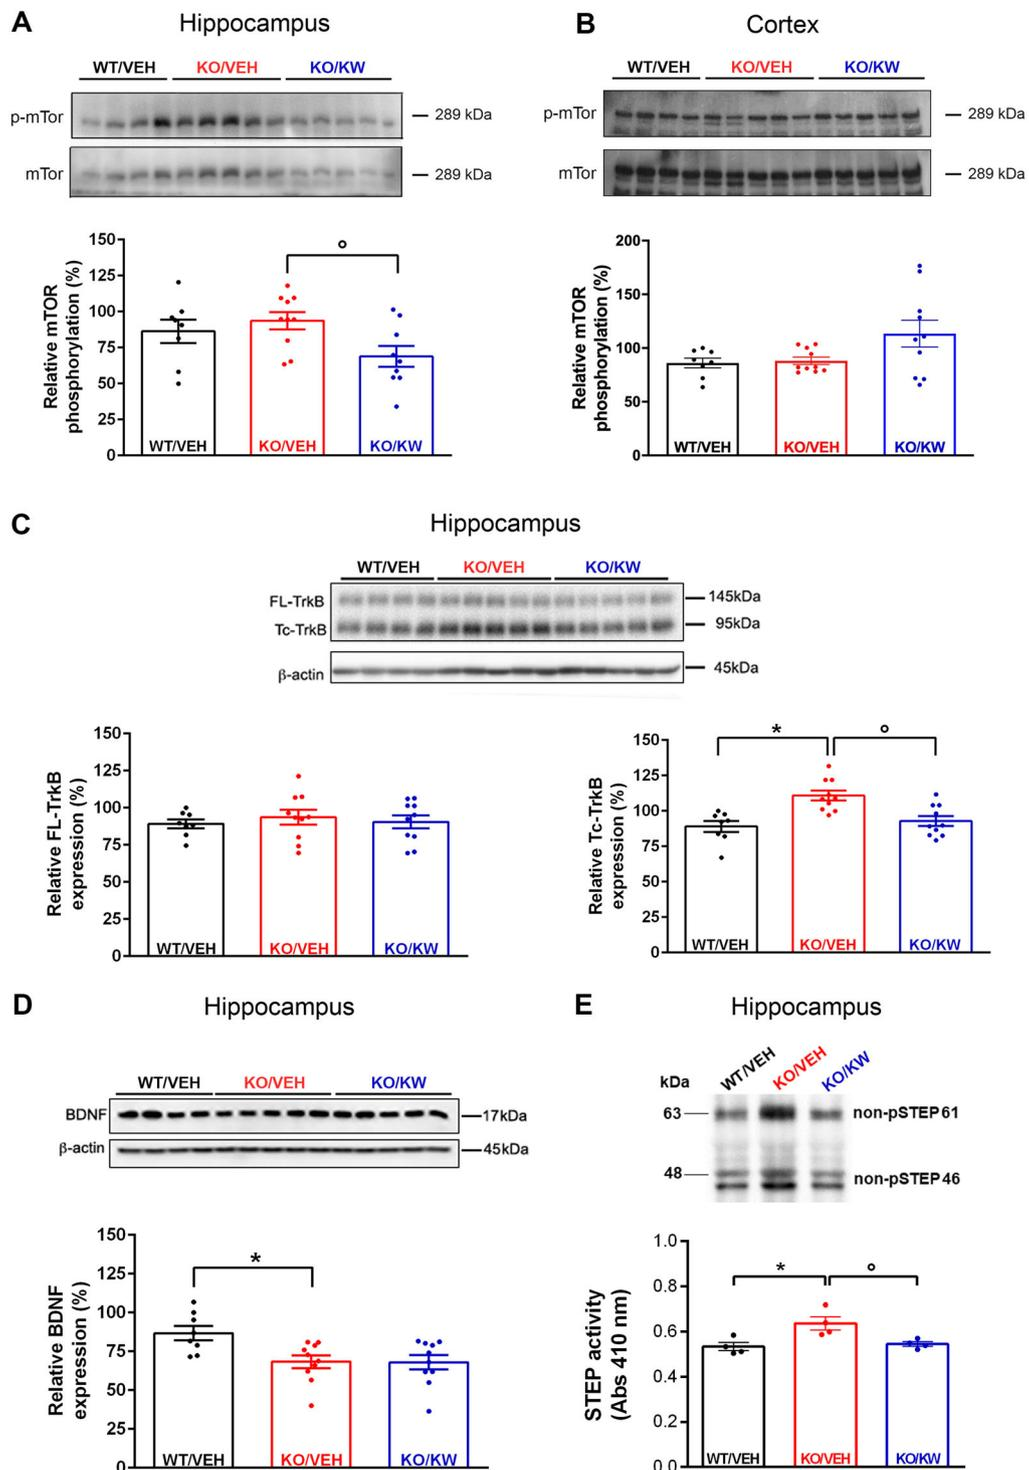 A
Hippocampus
WT/VEH KO/VEH KO/KW
p-mTor
289 kDa
mTor
289 kDa
Relative mTOR
phosphorylation (%)
150
125
100
75
50
25
0
WT/VEH KO/VEH KO/KW
B
Cortex
WT/VEH KO/VEH KO/KW
p-mTor
289 kDa
mTor
289 kDa
Relative mTOR
phosphorylation (%)
200
150
100
50
0
WT/VEH KO/VEH KO/KW
C
Hippocampus
WT/VEH KO/VEH KO/KW
FL-TrkB
145kDa
Tc-TrkB
95kDa
β-actin
45kDa
Relative FL-TrkB
expression (%)
150
125
100
75
50
25
0
WT/VEH KO/VEH KO/KW
Relative Tc-TrkB
expression (%)
150
125
100
75
50
25
0
*
WT/VEH KO/VEH KO/KW
D
Hippocampus
WT/VEH KO/VEH KO/KW
BDNF
17kDa
β-actin
45kDa
Relative BDNF
expression (%)
150
125
100
75
50
25
0
*
WT/VEH KO/VEH KO/KW
E
Hippocampus
WT/VEH KO/VEH KO/KW
kDa
63
non-pSTEP61
48
non-pSTEP46
STEP activity
(Abs 410 nm)
1.0
0.8
0.6
0.4
0.2
0.0
*
WT/VEH KO/VEH KO/KW